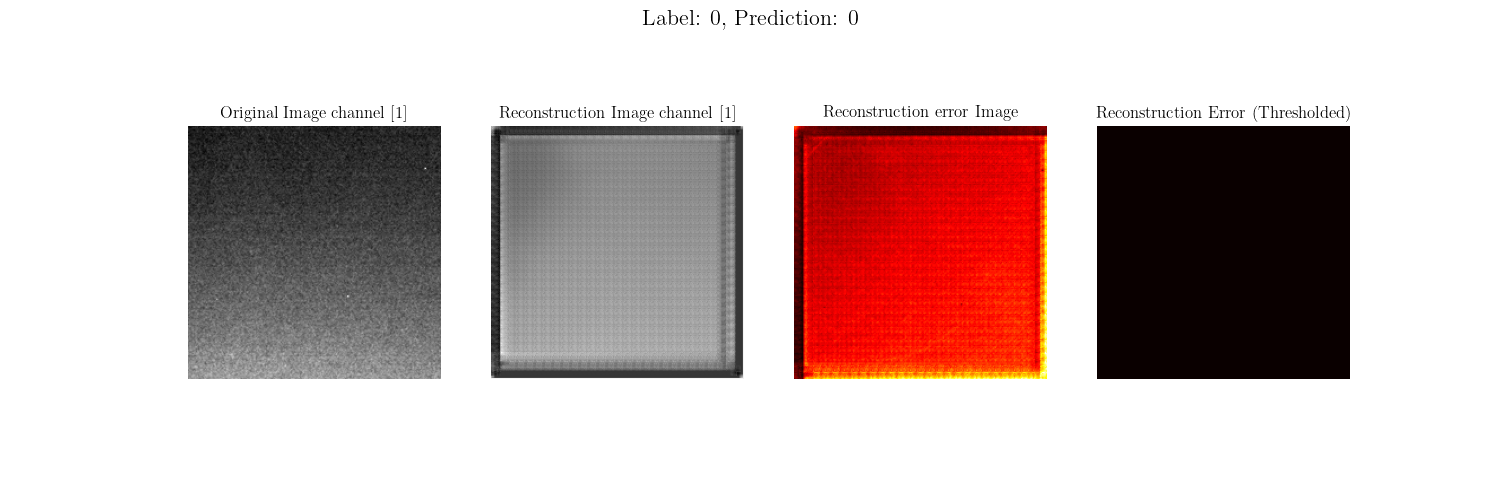 Label: 0, Prediction: 0
Original Image channel [1]
Reconstruction Image channel [1]
Reconstruction error Image
Reconstruction Error (Thresholded)